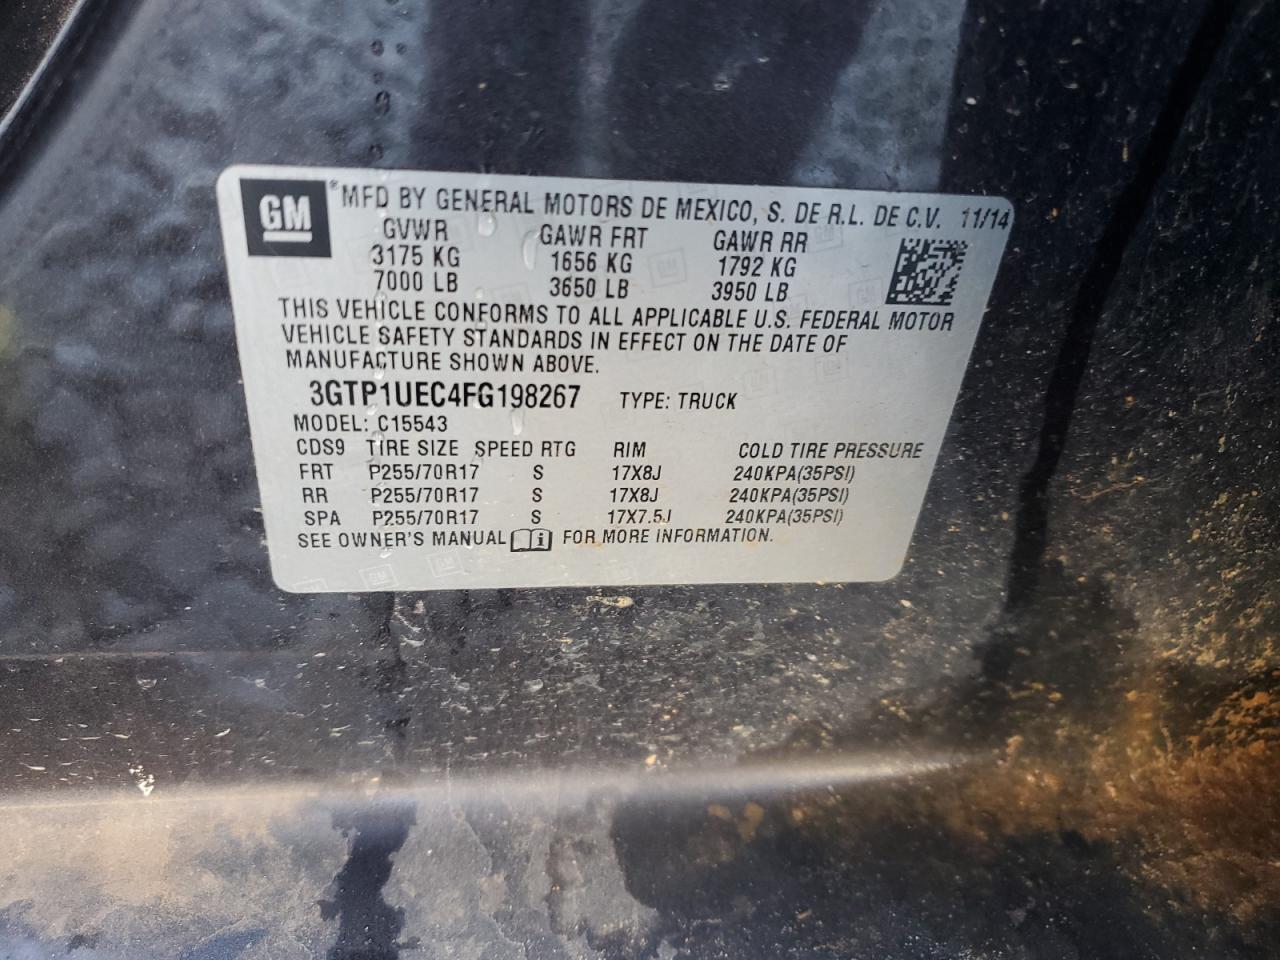 GM
*MFD BY GENERAL MOTORS DE MEXICO, S. DE R.L. DE C.V. 11/14
GVWR GAWR FRT GAWR RR
3175 KG 1656 KG 1792 KG
7000 LB 3650 LB 3950 LB
THIS VEHICLE CONFORMS TO ALL APPLICABLE U.S. FEDERAL MOTOR
VEHICLE SAFETY STANDARDS IN EFFECT ON THE DATE OF
MANUFACTURE SHOWN ABOVE.
3GTP1UEC4FG198267 TYPE: TRUCK
MODEL: C15543
CDS9 TIRE SIZE SPEED RTG RIM COLD TIRE PRESSURE
FRT P255/70R17 S 17X8J 240KPA(35PSI)
RR P255/70R17 S 17X8J 240KPA(35PSI)
SPA P255/70R17 S 17X7.5J 240KPA(35PSI)
SEE OWNER'S MANUAL i FOR MORE INFORMATION.